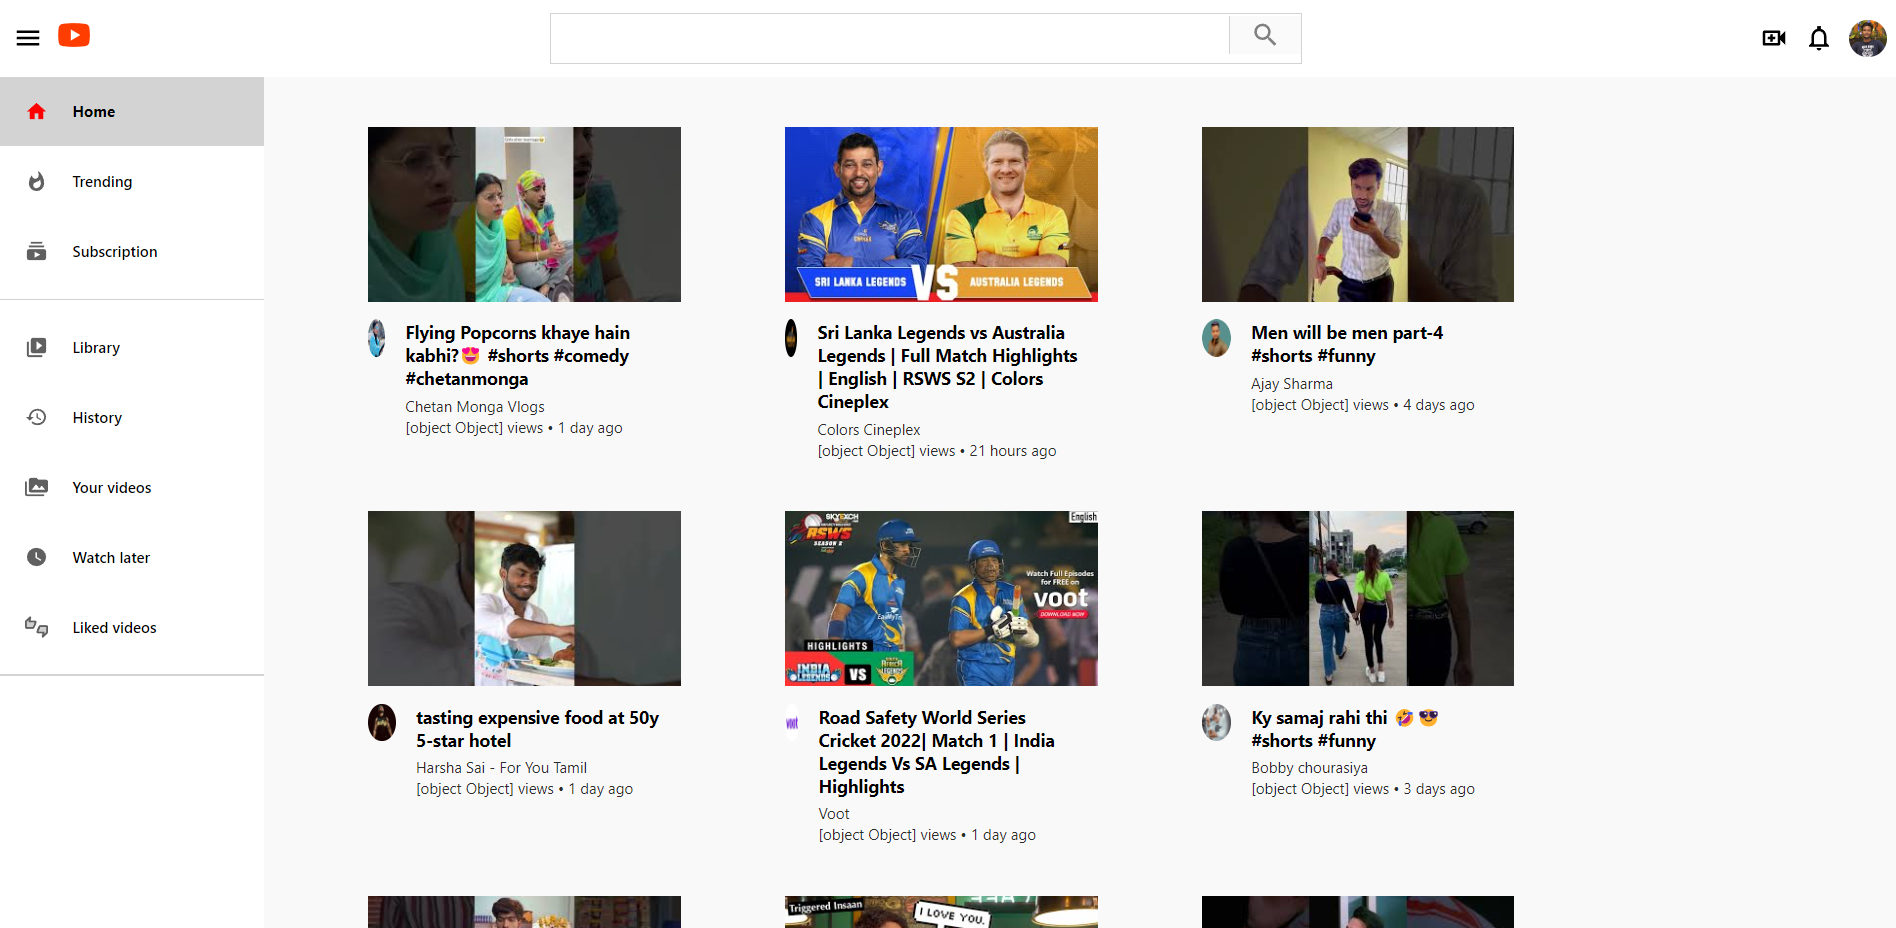 Home
Trending
Subscription
Library
History
Your videos
Watch later
Liked videos
SRI LANKA LEGENDS VS AUSTRALIA LEGENDS
Flying Popcorns khaye hain
kabhi?😍 #shorts #comedy
#chetanmonga
Chetan Monga Vlogs
[object Object] views • 1 day ago
Sri Lanka Legends vs Australia
Legends | Full Match Highlights
| English | RSWS S2 | Colors
Cineplex
Colors Cineplex
[object Object] views • 21 hours ago
Men will be men part-4
#shorts #funny
Ajay Sharma
[object Object] views • 4 days ago
English
SKYEXCH
RSWS
SEASON 2
Watch Full Episodes
for FREE on
voot
DOWNLOAD NOW
HIGHLIGHTS
INDIA
LEGENDS
VS
AFRICA
LEGENDS
tasting expensive food at 50y
5-star hotel
Harsha Sai - For You Tamil
[object Object] views • 1 day ago
voot
Road Safety World Series
Cricket 2022| Match 1 | India
Legends Vs SA Legends |
Highlights
Voot
[object Object] views • 1 day ago
Ky samaj rahi thi 🤣😎
#shorts #funny
Bobby chourasiya
[object Object] views • 3 days ago
Triggered Insaan
I LOVE YOU.